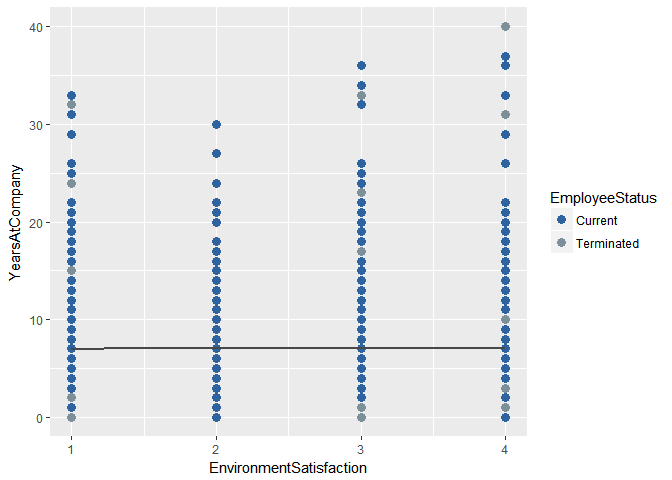 40
30
20
10
0
YearsAtCompany
1 2 3 4
EnvironmentSatisfaction
EmployeeStatus
Current
Terminated